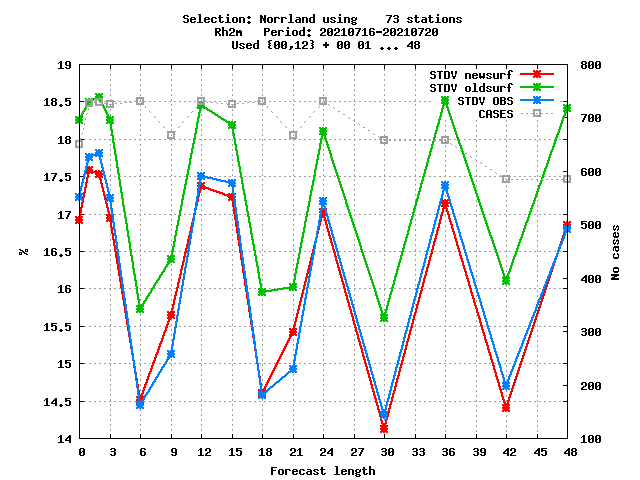 Selection: Norrland using    73 stations
Rh2m   Period: 20210716-20210720
Used {00,12} + 00 01 ... 48
19
18.5
18
17.5
17
16.5
16
15.5
15
14.5
14
%
800
700
600
500
400
300
200
100
No cases
STDV newsurf
STDV oldsurf
STDV OBS
CASES
0 3 6 9 12 15 18 21 24 27 30 33 36 39 42 45 48
Forecast length